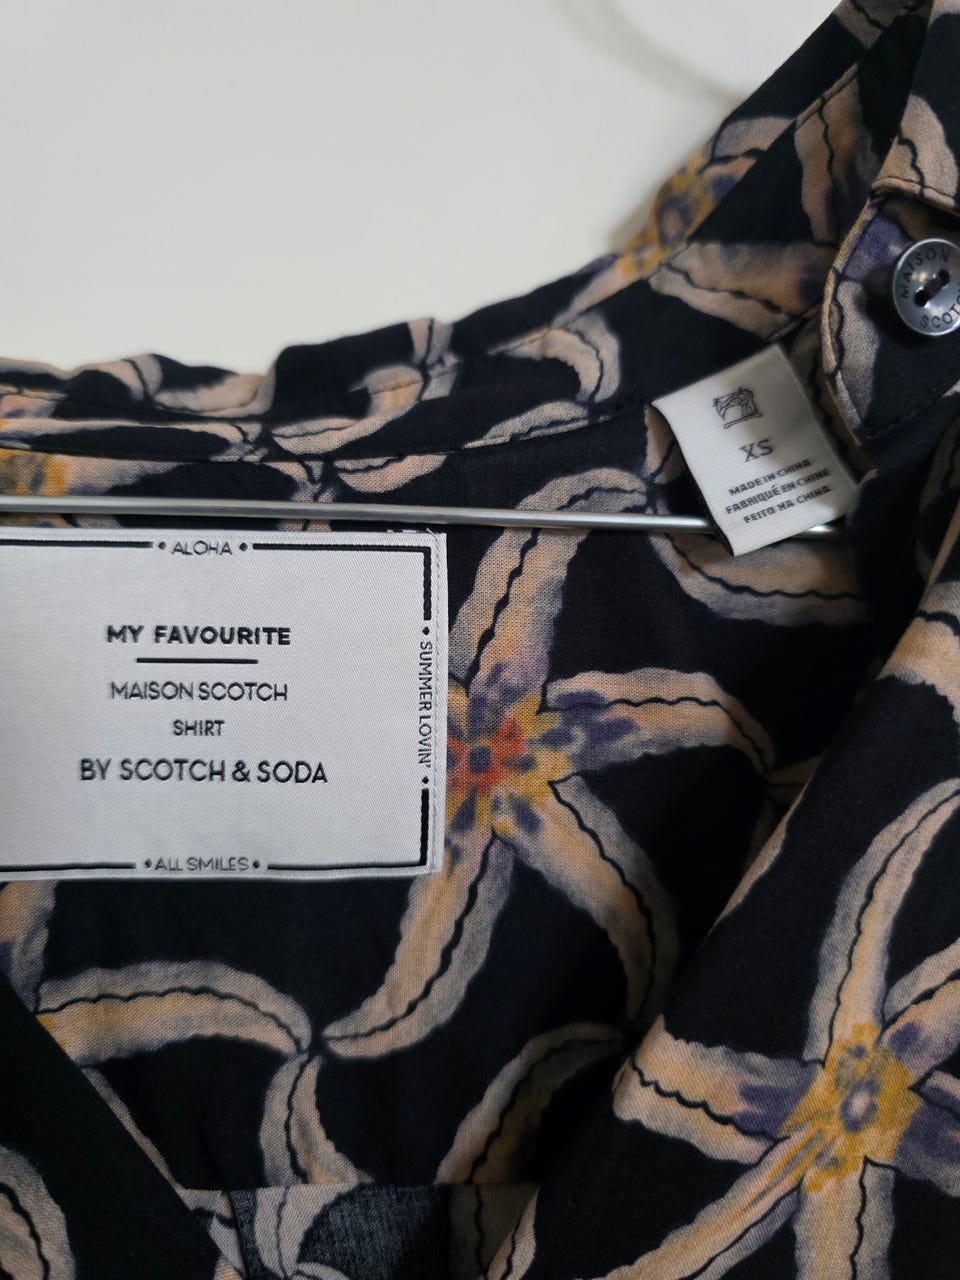 MAISON
SCOT
XS
MADE IN CHINA
FABRIQUÉ EN CHINE
FEITO NA CHINA
ALOHA
MY FAVOURITE
MAISON SCOTCH
SHIRT
BY SCOTCH & SODA
SUMMER LOVIN'
ALL SMILES